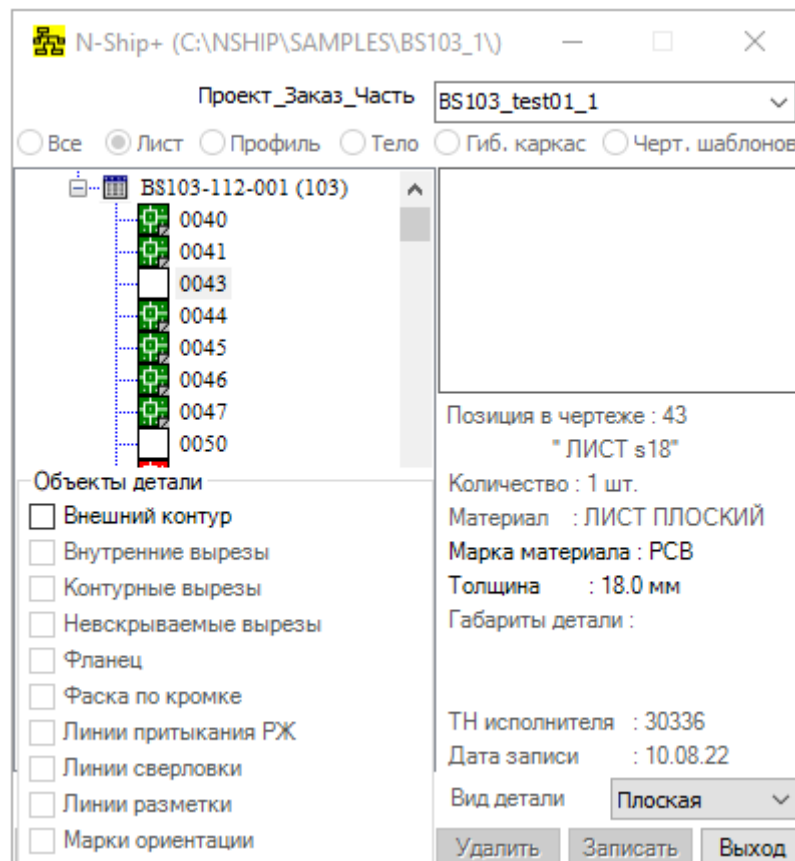 N-Ship+ (C:\NSHIP\SAMPLES\BS103_1\)
Проект_Заказ_Часть BS103_test01_1
Все Лист Профиль Тело Гиб. каркас Черт. шаблонов
BS103-112-001 (103)
0040
0041
0043
0044
0045
0046
0047
0050
Объекты детали
Внешний контур
Внутренние вырезы
Контурные вырезы
Невскрываемые вырезы
Фланец
Фаска по кромке
Линии притыкания РЖ
Линии сверловки
Линии разметки
Марки ориентации
Позиция в чертеже : 43
" ЛИСТ s18"
Количество : 1 шт.
Материал : ЛИСТ ПЛОСКИЙ
Марка материала : РСВ
Толщина : 18.0 мм
Габариты детали :
ТН исполнителя : 30336
Дата записи : 10.08.22
Вид детали Плоская
Удалить Записать Выход